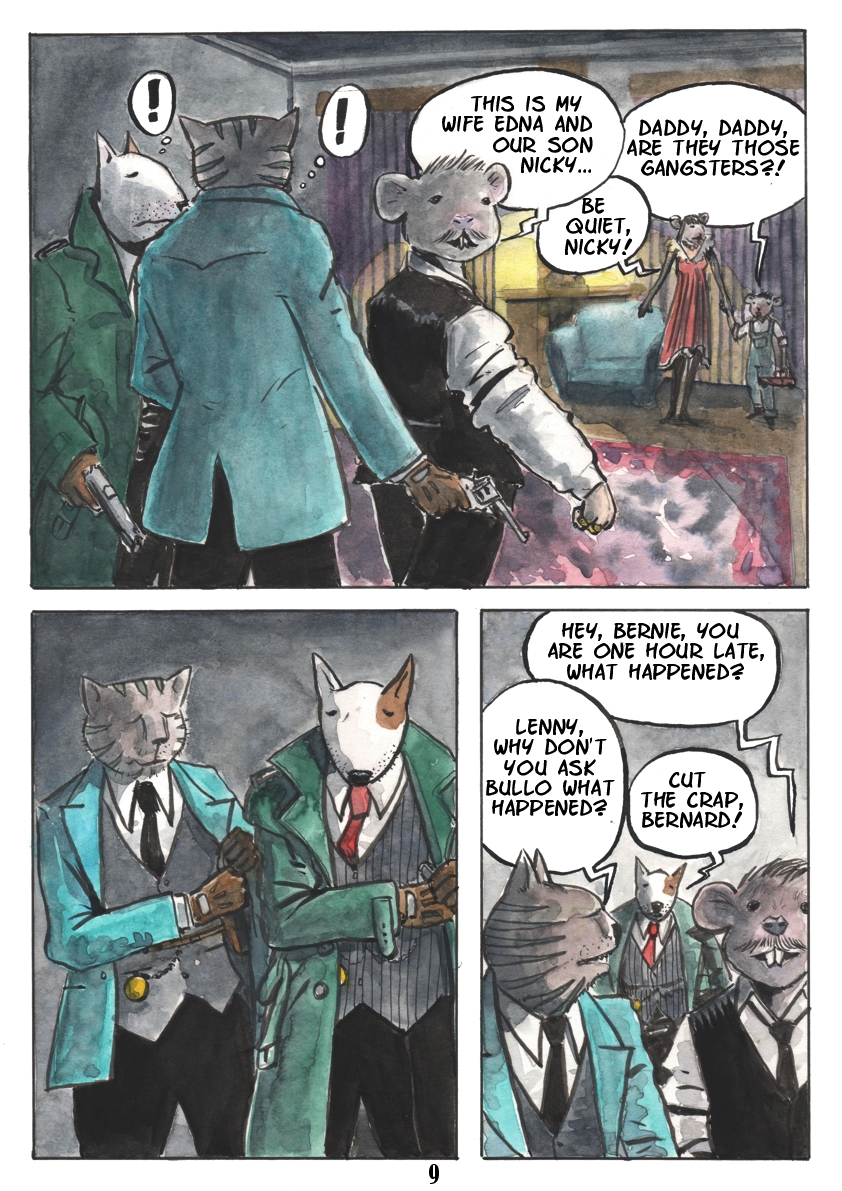 !
!
THIS IS MY
WIFE EDNA AND
OUR SON
NICKY...
DADDY, DADDY,
ARE THEY THOSE
GANGSTERS?!
BE
QUIET,
NICKY!
HEY, BERNIE, YOU
ARE ONE HOUR LATE,
WHAT HAPPENED?
LENNY,
WHY DON'T
YOU ASK
BULLO WHAT
HAPPENED?
CUT
THE CRAP,
BERNARD!
9